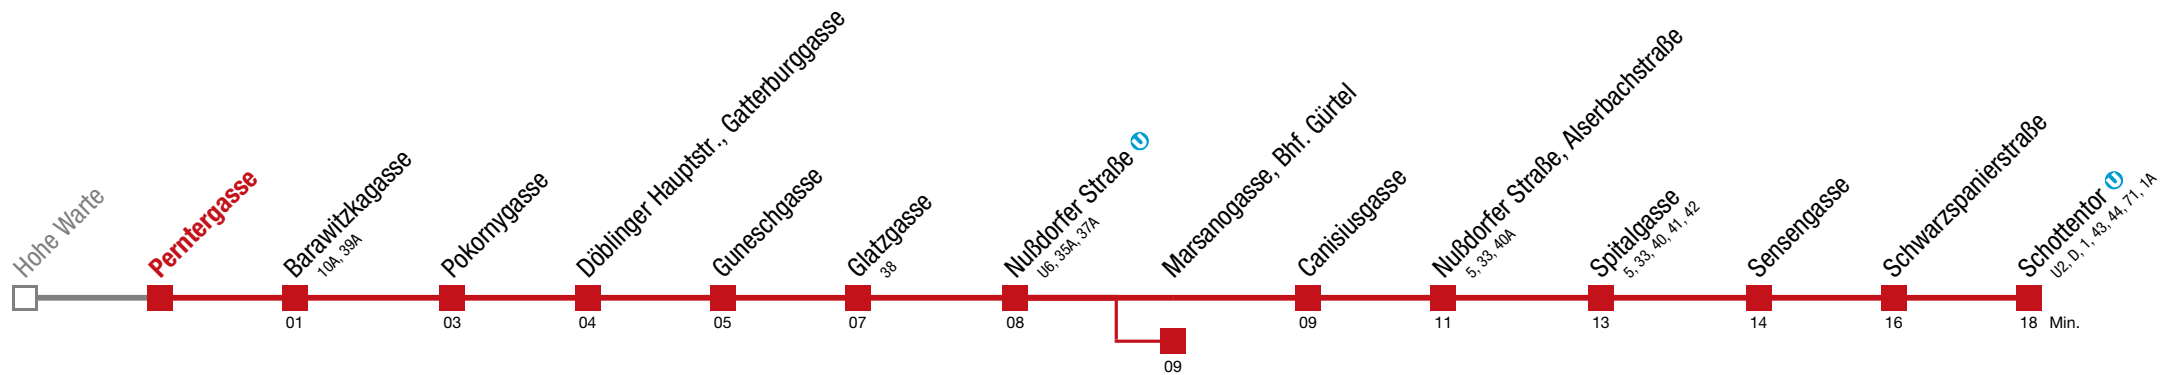 Hohe Warte
Perntergasse
Barawitzkagasse
10A, 39A
Pokornygasse
Döblinger Hauptstr., Gatterburggasse
Guneschgasse
Glatzgasse
38
Nußdorfer Straße
U6, 35A, 37A
Marsanogasse, Bhf. Gürtel
Canisiusgasse
Nußdorfer Straße, Alserbachstraße
5, 33, 40A
Spitalgasse
5, 33, 40, 41, 42
Sensengasse
Schwarzspanierstraße
Schottentor
U2, D, 1, 43, 44, 71, 1A
01 03 04 05 07 08 09 11 13 14 16 18 Min.
09